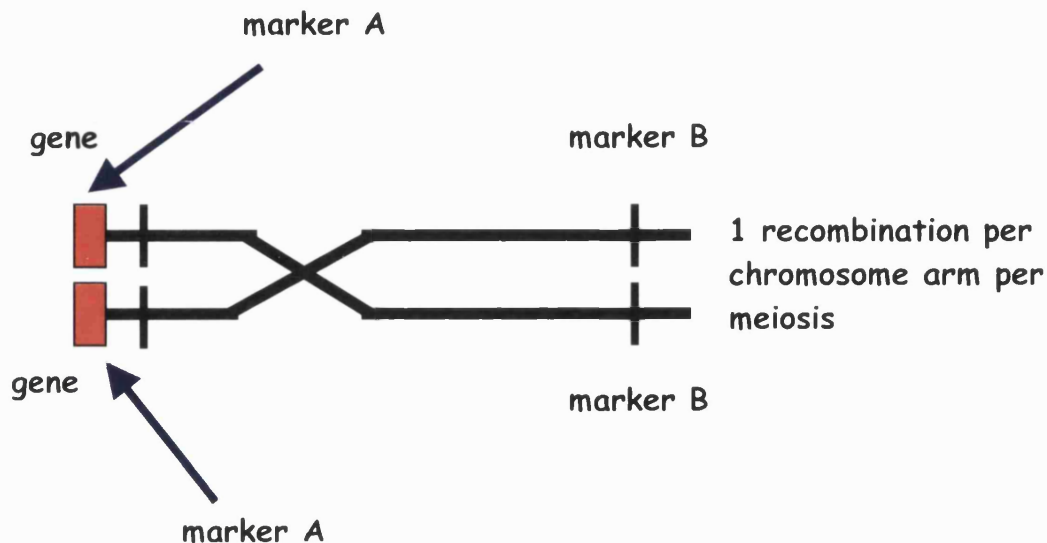 marker A
gene
marker B
1 recombination per
chromosome arm per
meiosis
gene
marker B
marker A